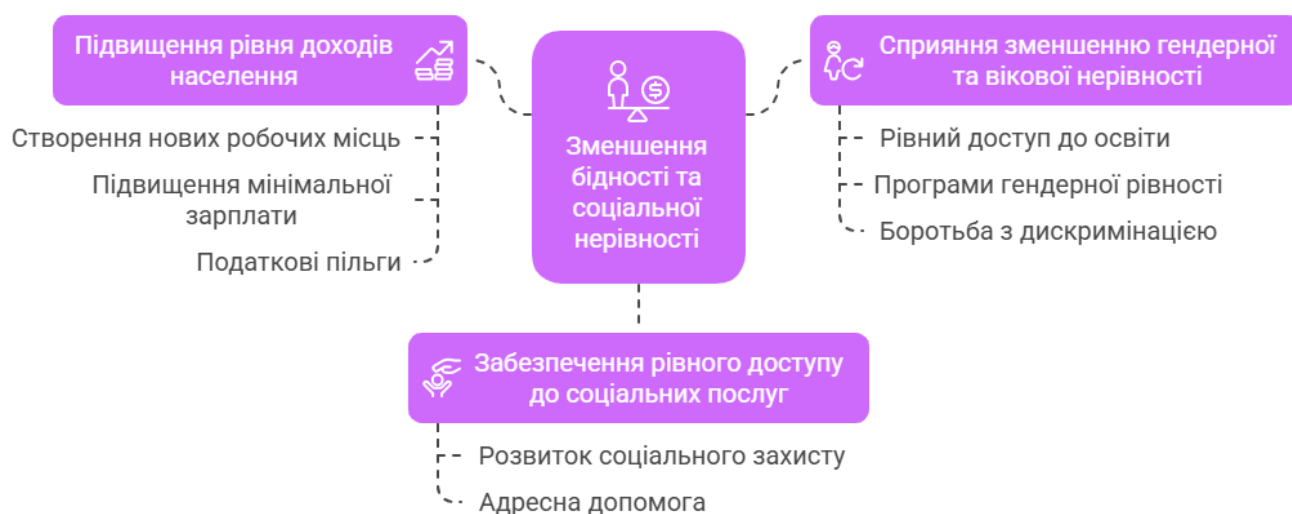 Підвищення рівня доходів
населення
Створення нових робочих місць
Підвищення мінімальної
зарплати
Податкові пільги
Зменшення
бідності та
соціальної
нерівності
Сприяння зменшенню гендерної
та вікової нерівності
Рівний доступ до освіти
Програми гендерної рівності
Боротьба з дискримінацією
Забезпечення рівного доступу
до соціальних послуг
Розвиток соціального захисту
Адресна допомога